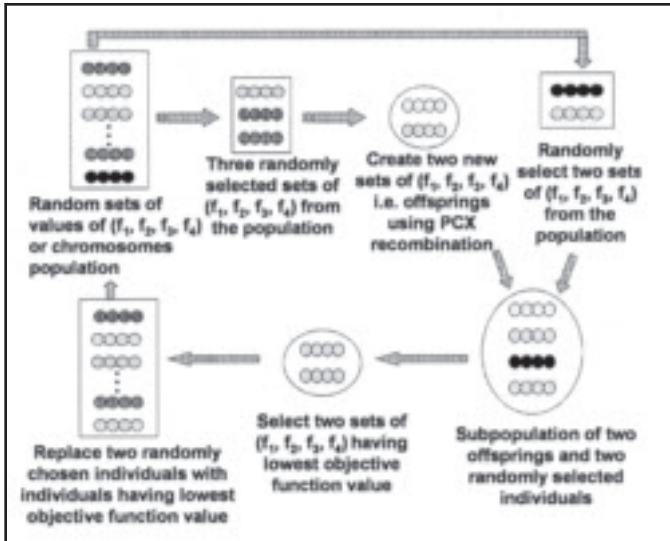 Random sets of
values of (f₁, f₂, f₃, f₄)
or chromosomes
population
Three randomly
selected sets of
(f₁, f₂, f₃, f₄) from
the population
Create two new
sets of (f₁, f₂, f₃, f₄)
i.e. offsprings
using PCX
recombination
Randomly
select two sets
of (f₁, f₂, f₃, f₄)
from the
population
Subpopulation of two
offsprings and two
randomly selected
individuals
Select two sets of
(f₁, f₂, f₃, f₄) having
lowest objective
function value
Replace two randomly
chosen individuals with
individuals having lowest
objective function value